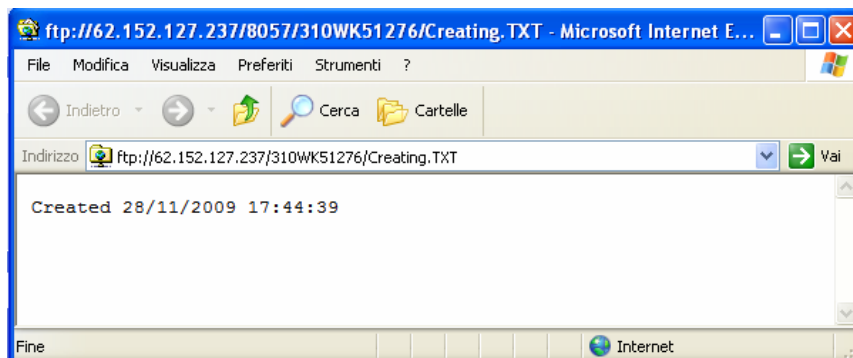 ftp://62.152.127.237/8057/310WK51276/Creating.TXT - Microsoft Internet E...
File Modifica Visualizza Preferiti Strumenti ?
Indietro Cerca Cartelle
Indirizzo ftp://62.152.127.237/310WK51276/Creating.TXT Vai
Created 28/11/2009 17:44:39
Fine Internet